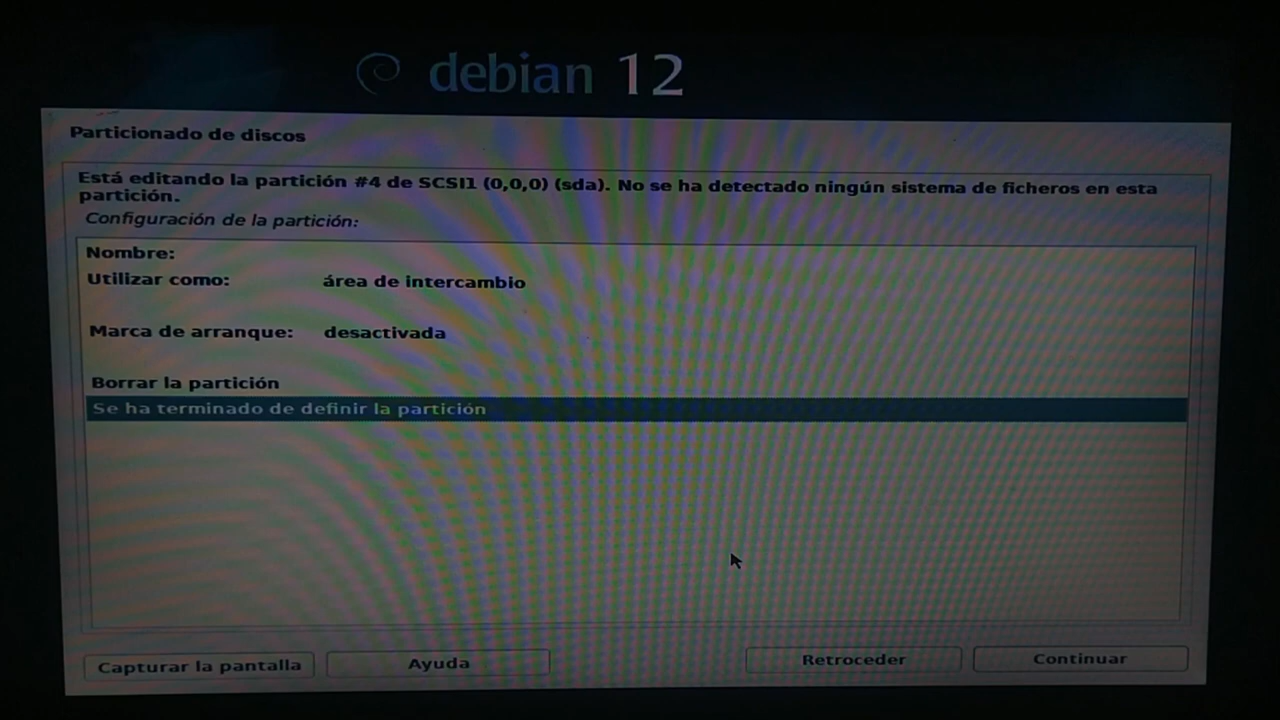 debian 12
Particionado de discos
Está editando la partición #4 de SCSI1 (0,0,0) (sda). No se ha detectado ningún sistema de ficheros en esta
partición.
Configuración de la partición:
Nombre:
Utilizar como: área de intercambio
Marca de arranque: desactivada
Borrar la partición
Se ha terminado de definir la partición
Capturar la pantalla Ayuda Retroceder Continuar